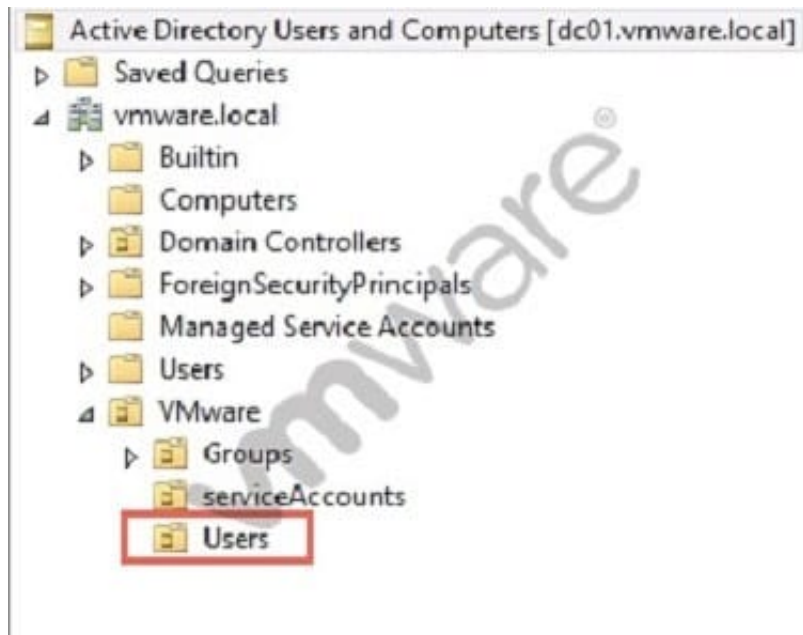 Active Directory Users and Computers [dc01.vmware.local]
Saved Queries
vmware.local
Builtin
Computers
Domain Controllers
ForeignSecurityPrincipals
Managed Service Accounts
Users
VMware
Groups
serviceAccounts
Users
vmware®